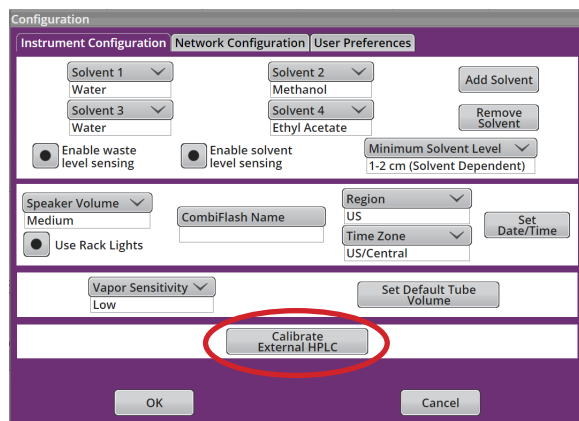 Configuration
Instrument Configuration Network Configuration User Preferences
Solvent 1 Solvent 2
Water Methanol
Add Solvent
Solvent 3 Solvent 4
Water Ethyl Acetate
Remove
Solvent
Enable waste
level sensing
Enable solvent
level sensing
Minimum Solvent Level
1-2 cm (Solvent Dependent)
Speaker Volume
Medium
Use Rack Lights
CombiFlash Name
Region
US
Time Zone
US/Central
Set
Date/Time
Vapor Sensitivity
Low
Set Default Tube
Volume
Calibrate
External HPLC
OK Cancel